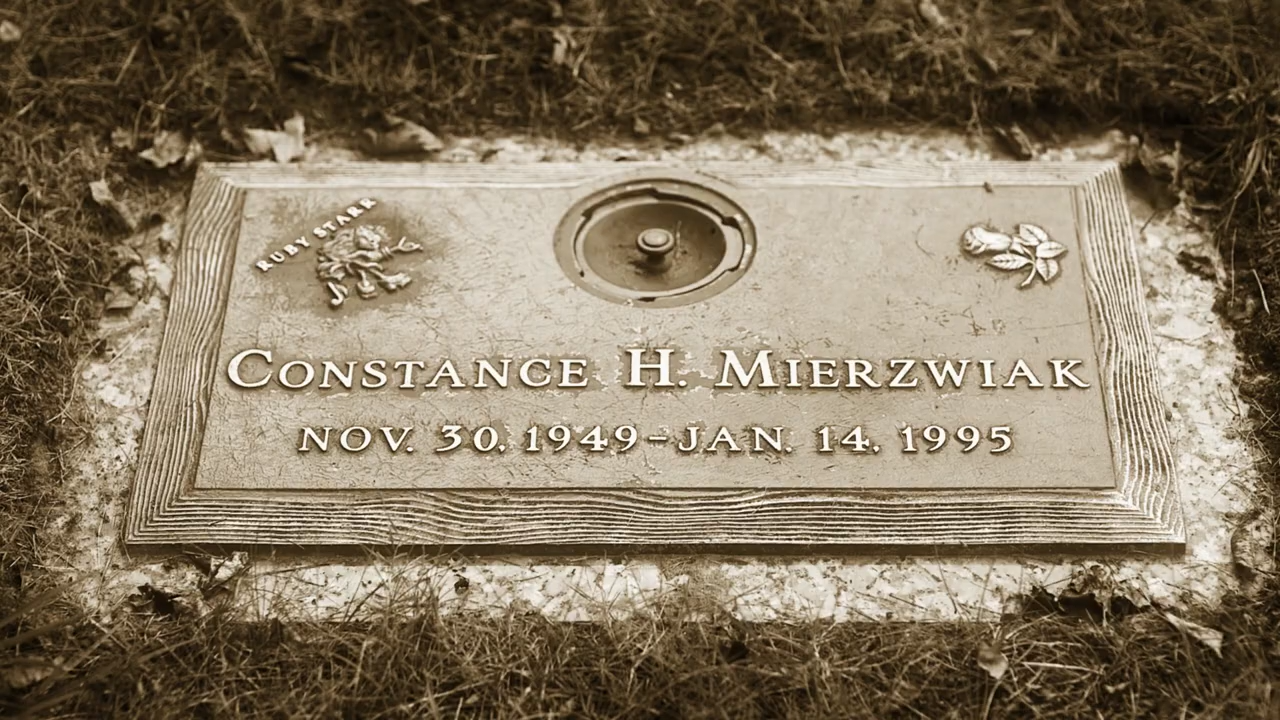 RUBY STARR
CONSTANCE H. MIERZWIAK
NOV. 30, 1949–JAN. 14, 1995